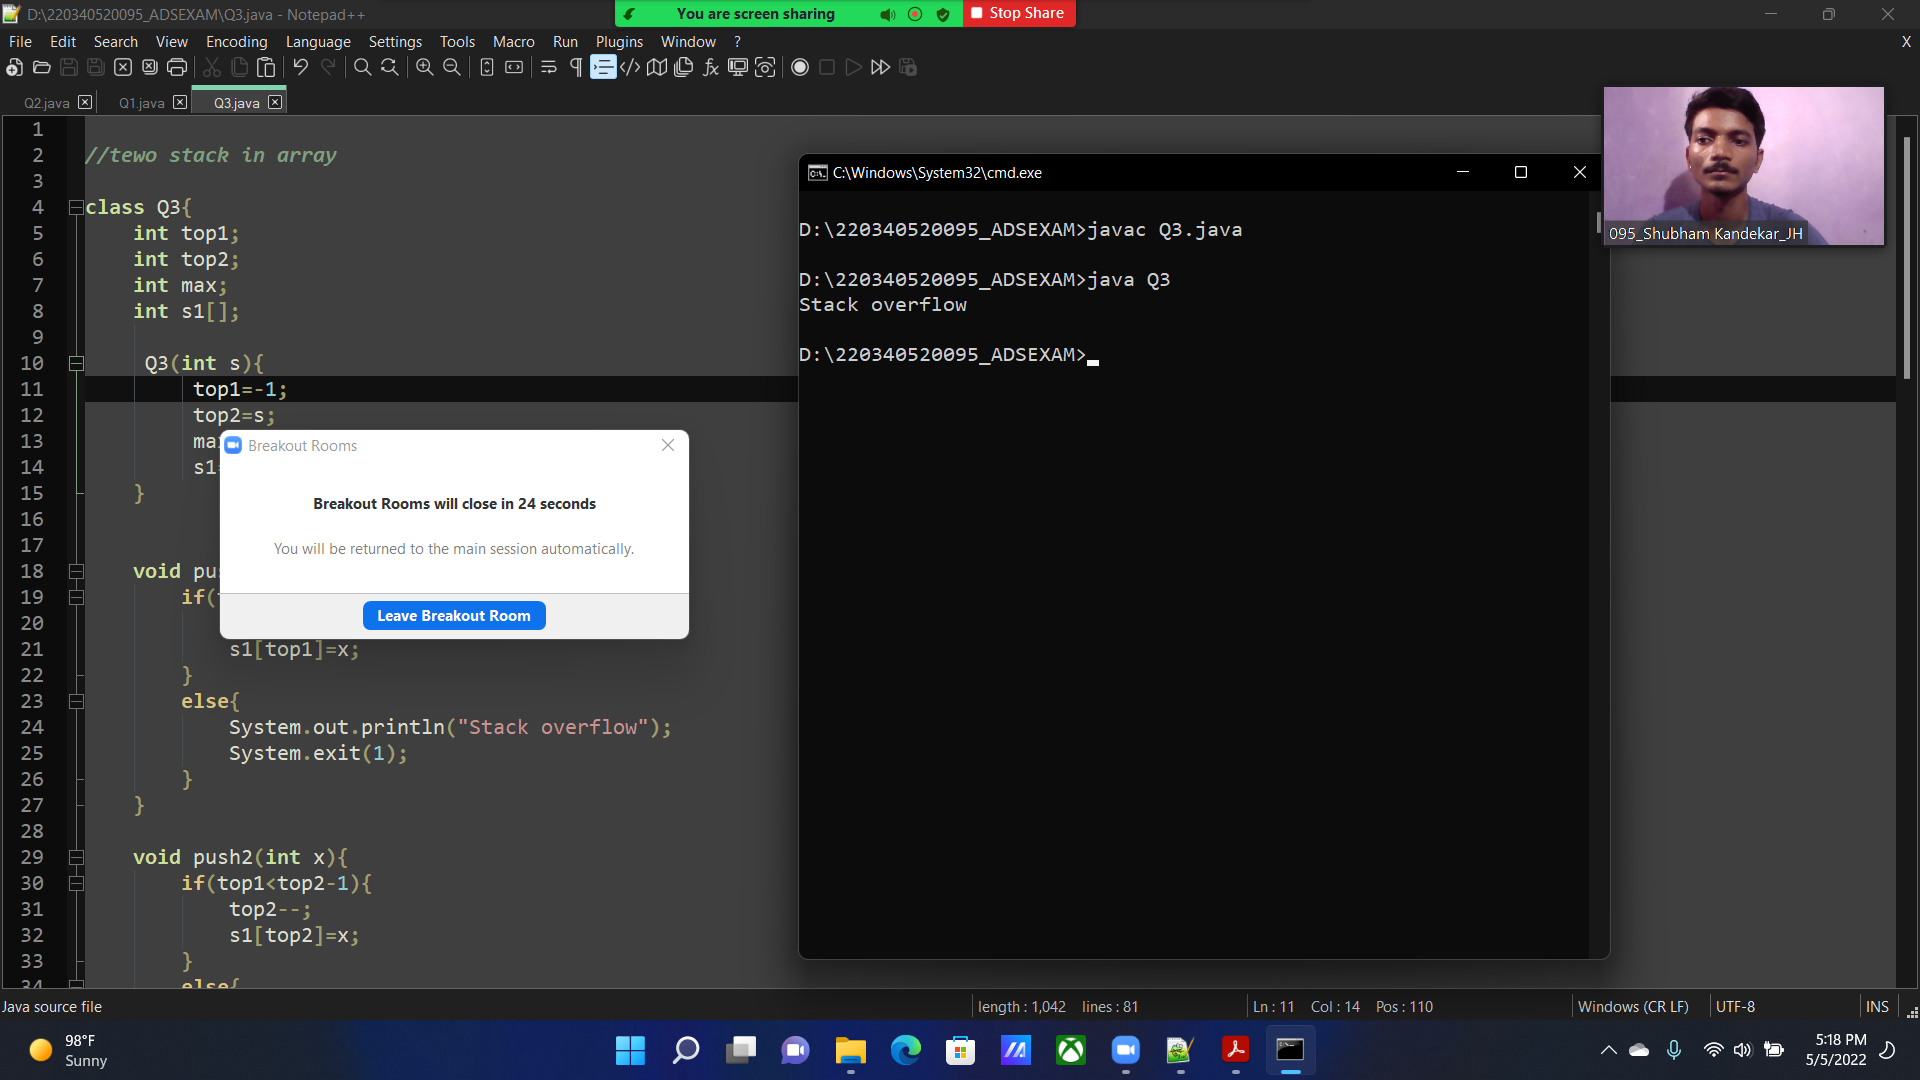 D:\220340520095_ADSEXAM\Q3.java - Notepad++
You are screen sharing
Stop Share
File Edit Search View Encoding Language Settings Tools Macro Run Plugins Window ?
X
Q2.java
Q1.java
Q3.java
1
2 //tewo stack in array
3
4 class Q3{
5 int top1;
6 int top2;
7 int max;
8 int s1[];
9
10 Q3(int s){
11 top1=-1;
12 top2=s;
13
14 s1
15 }
16
17
18 void
19 if(
20
21 s1[top1]=x;
22 }
23 else{
24 System.out.println("Stack overflow");
25 System.exit(1);
26 }
27 }
28
29 void push2(int x){
30 if(top1<top2-1){
31 top2--;
32 s1[top2]=x;
33 }
34 else{
Breakout Rooms
Breakout Rooms will close in 24 seconds
You will be returned to the main session automatically.
Leave Breakout Room
C:\Windows\System32\cmd.exe
D:\220340520095_ADSEXAM>javac Q3.java
D:\220340520095_ADSEXAM>java Q3
Stack overflow
D:\220340520095_ADSEXAM>
095_Shubham Kandekar_JH
Java source file
length : 1,042 lines : 81
Ln : 11 Col : 14 Pos : 110
Windows (CR LF)
UTF-8
INS
98°F
Sunny
5:18 PM
5/5/2022